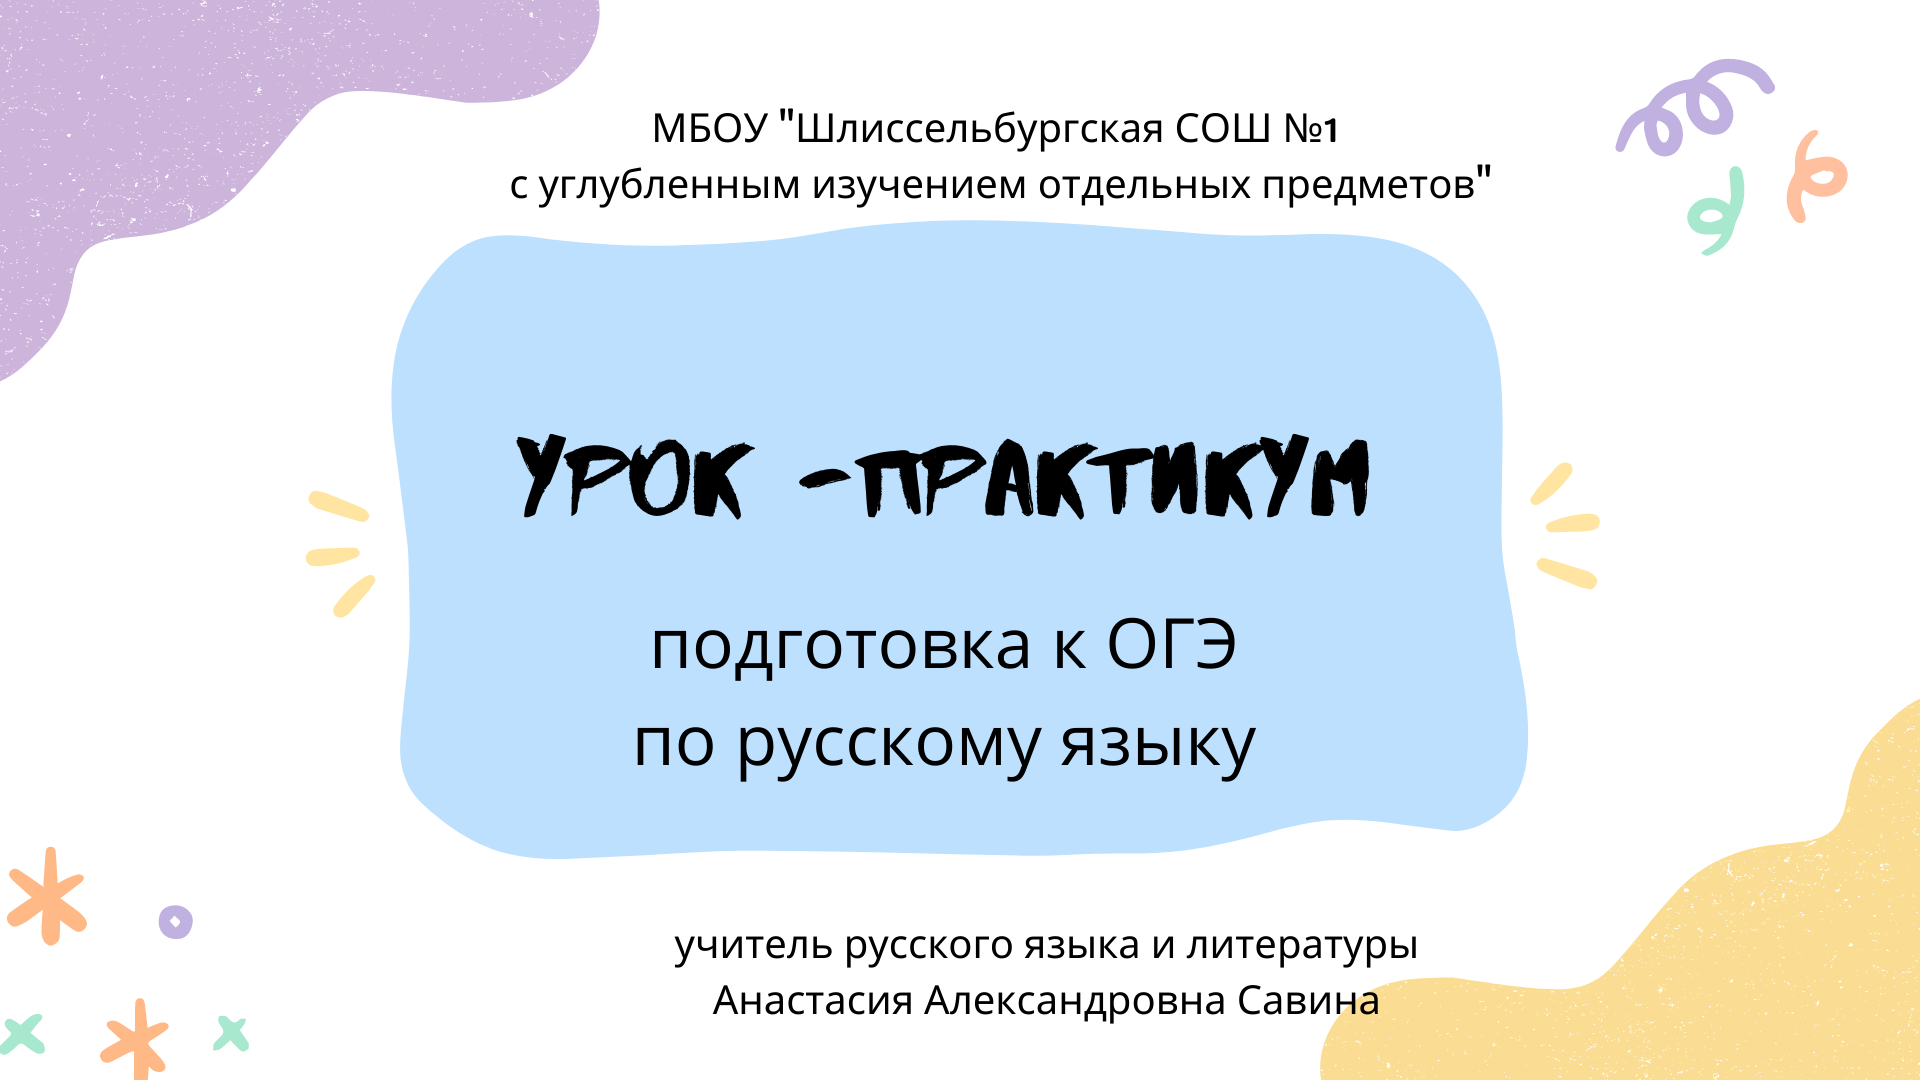 МБОУ "Шлиссельбургская СОШ №1
с углубленным изучением отдельных предметов"
УРОК -ПРАКТИКУМ
подготовка к ОГЭ
по русскому языку
учитель русского языка и литературы
Анастасия Александровна Савина